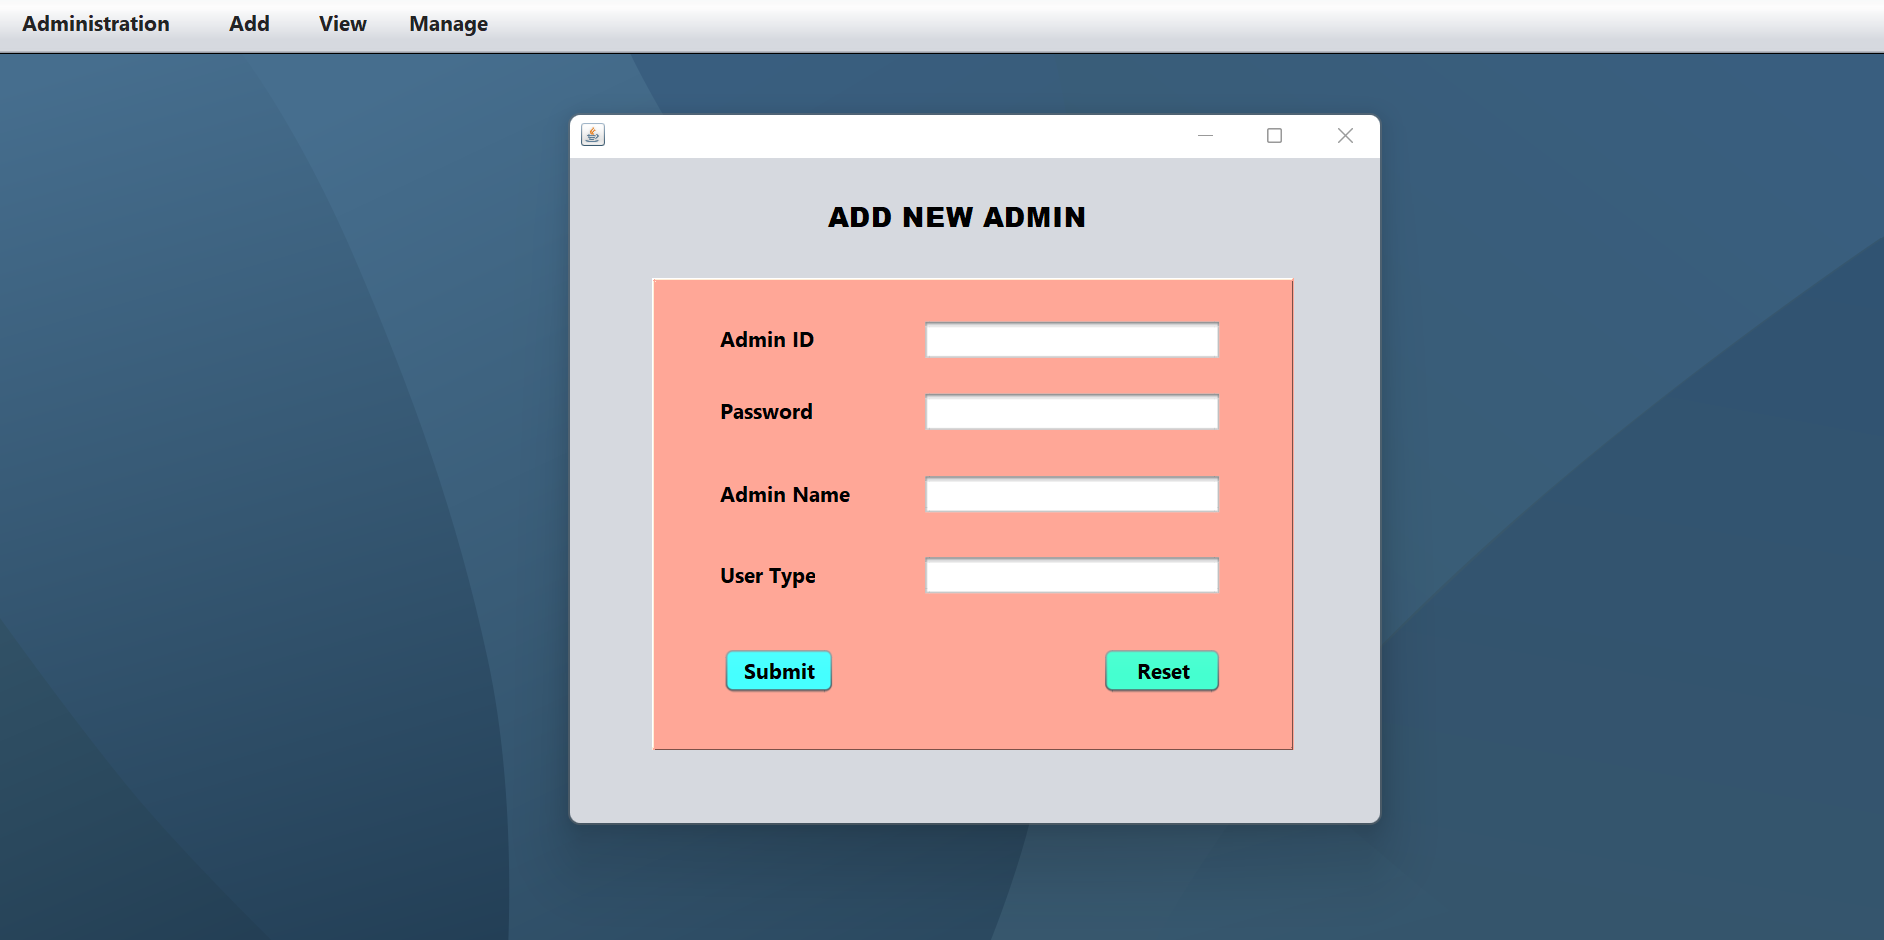 Administration Add View Manage
ADD NEW ADMIN
Admin ID
Password
Admin Name
User Type
Submit Reset